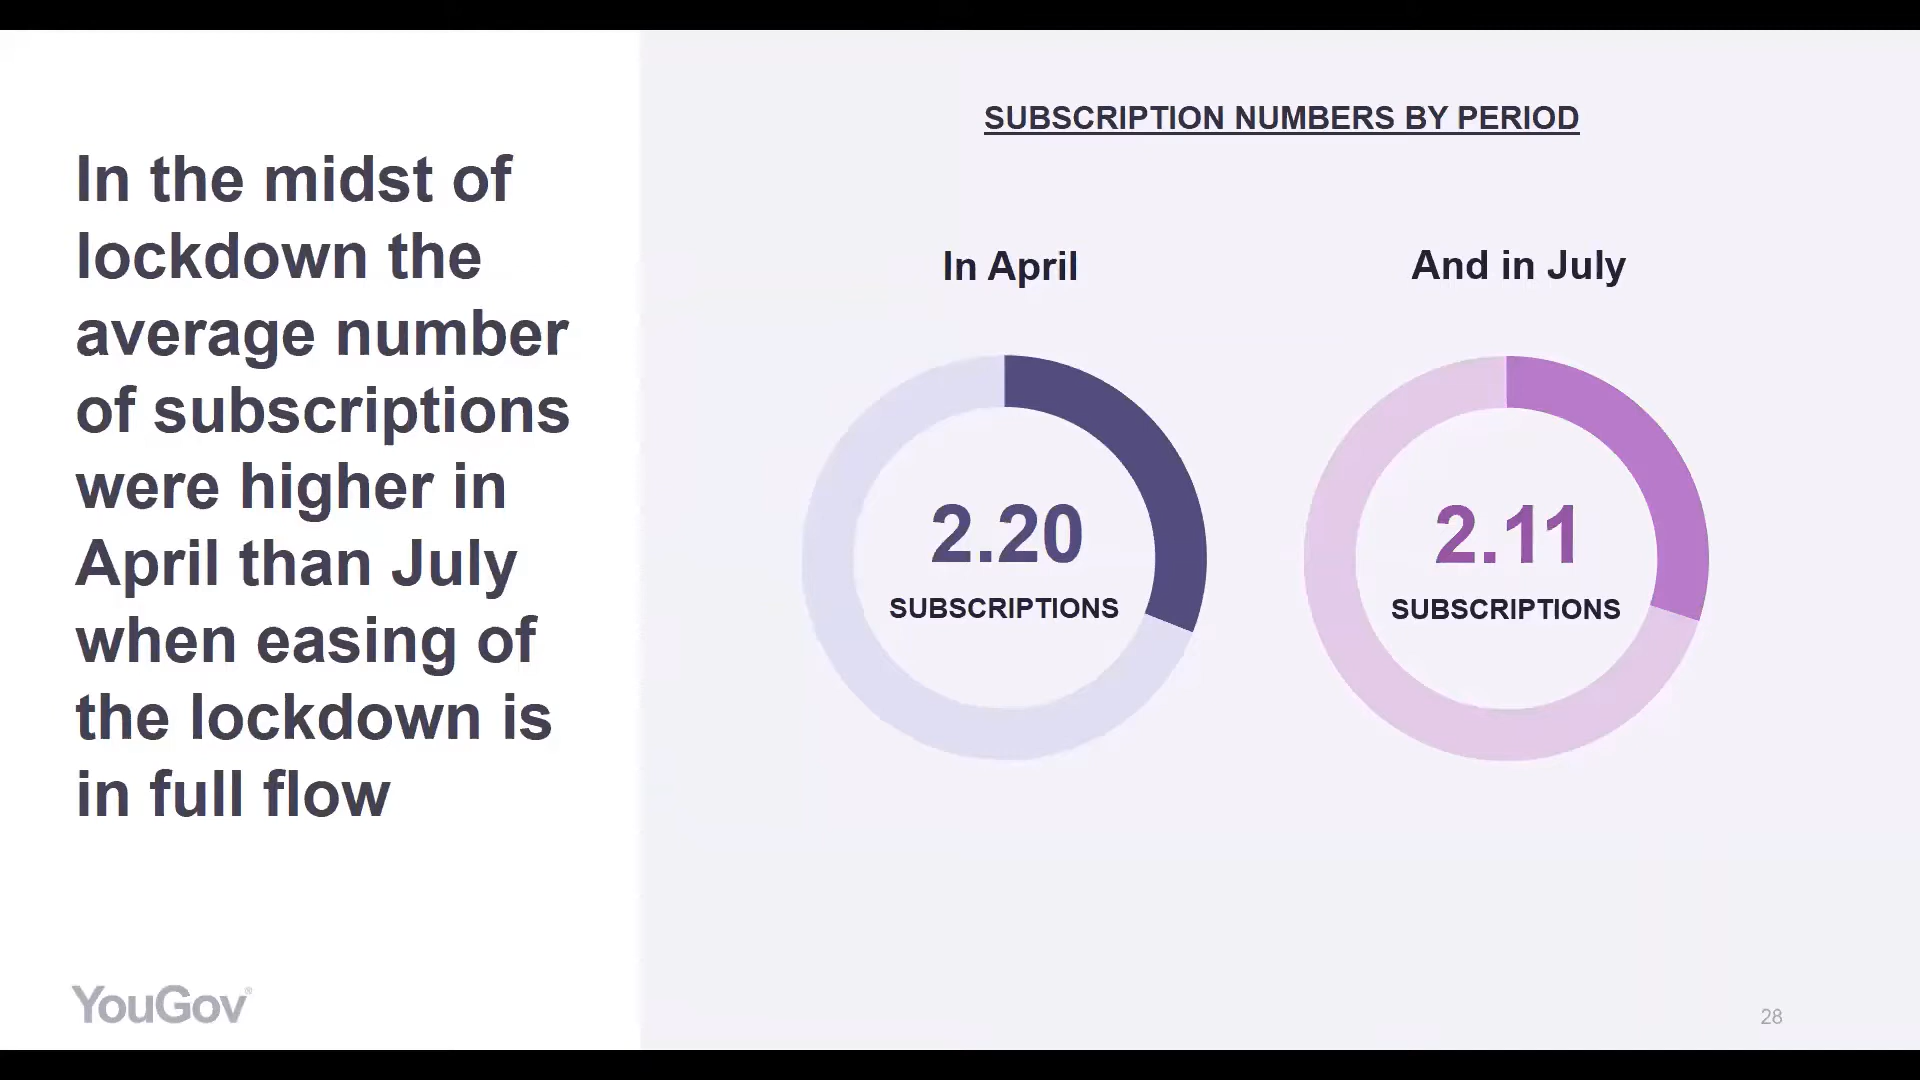 In the midst of
lockdown the
average number
of subscriptions
were higher in
April than July
when easing of
the lockdown is
in full flow
SUBSCRIPTION NUMBERS BY PERIOD
In April
2.20
SUBSCRIPTIONS
And in July
2.11
SUBSCRIPTIONS
YouGov®
28